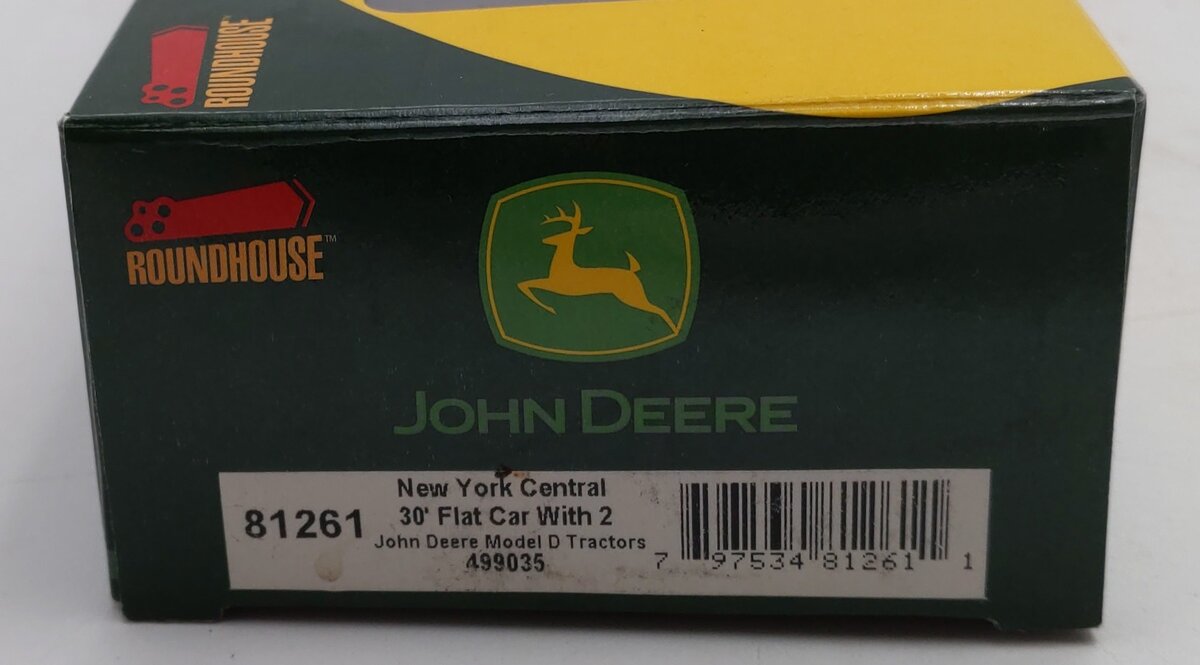 ROUNDHOUSE
ROUNDHOUSE™
JOHN DEERE
81261
New York Central
30' Flat Car With 2
John Deere Model D Tractors
499035
7 97534 81261 1